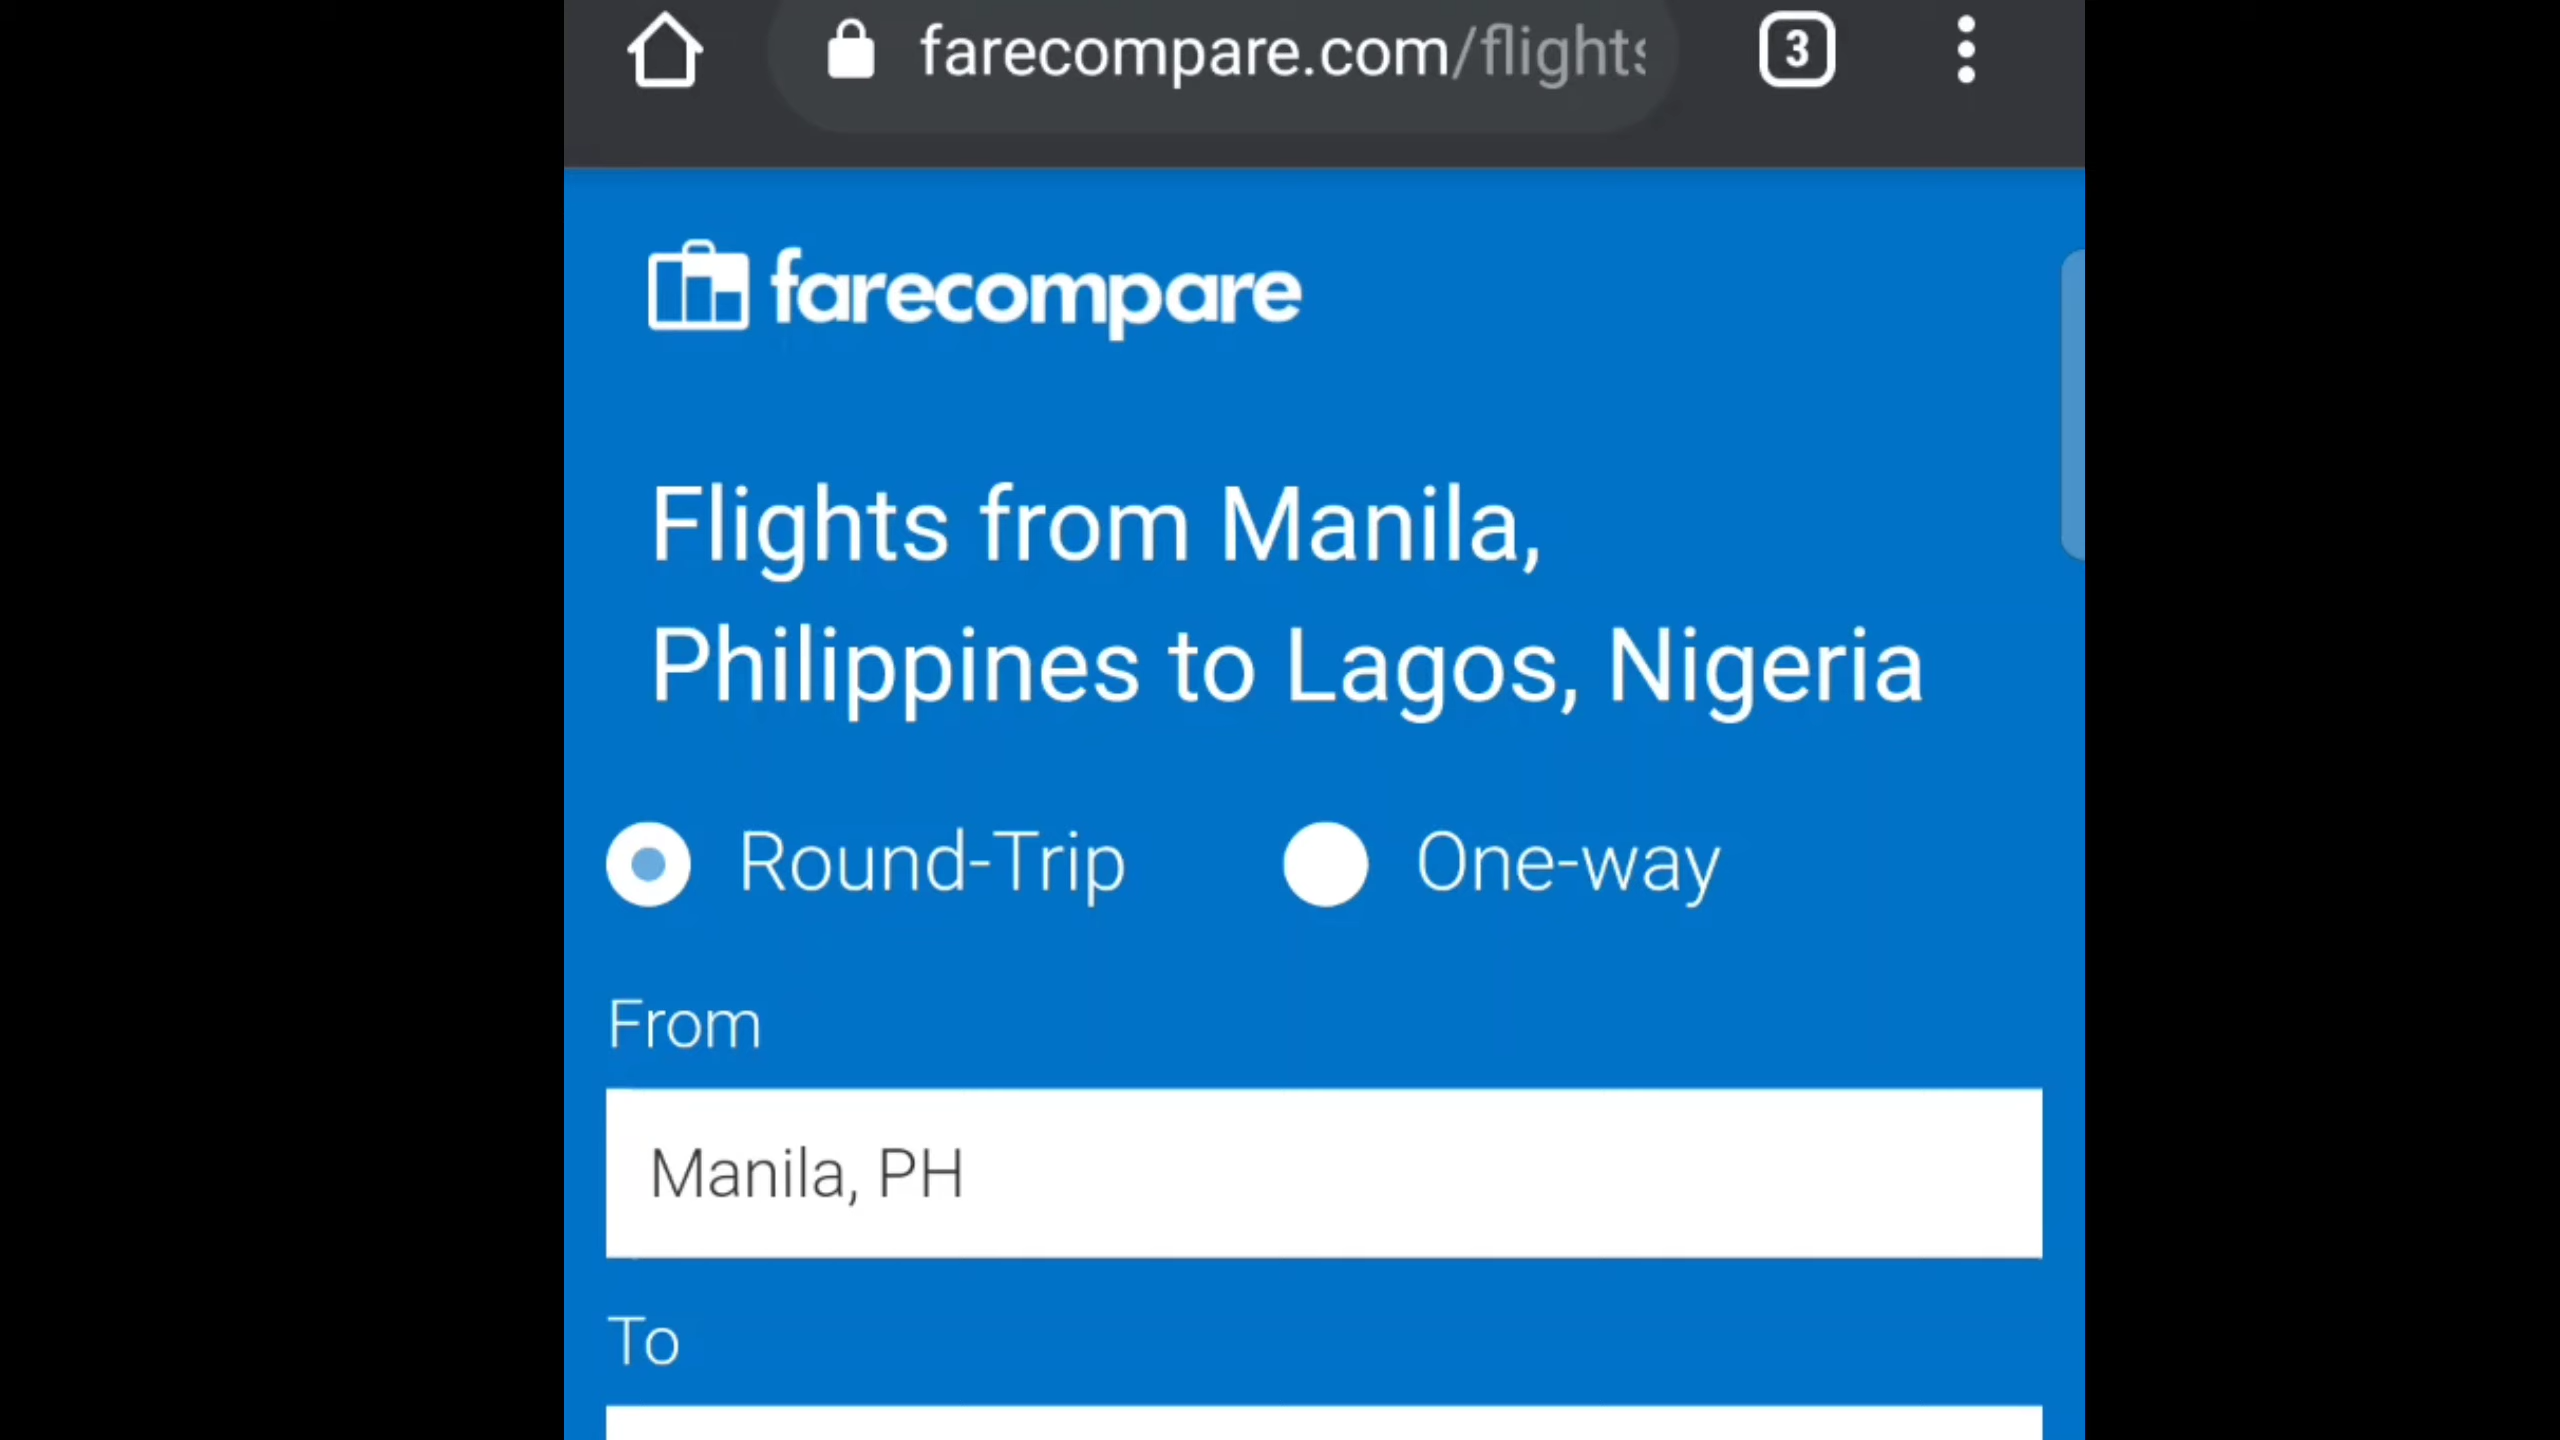 farecompare.com/flights
3
farecompare
Flights from Manila,
Philippines to Lagos, Nigeria
Round-Trip
One-way
From
Manila, PH
To